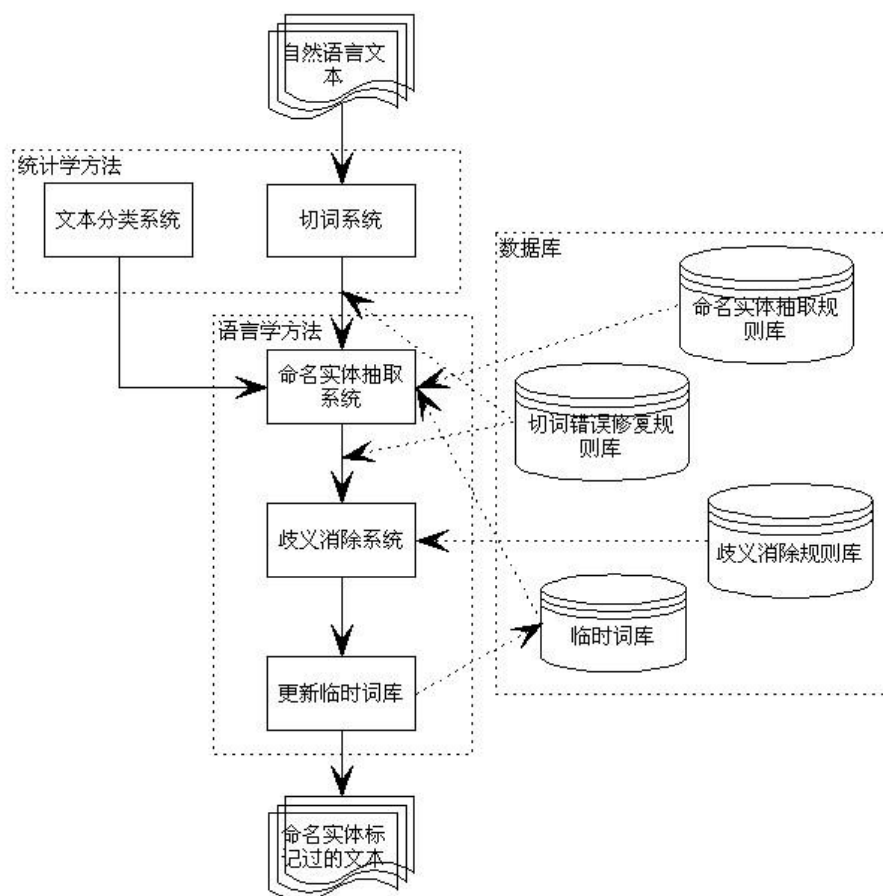 自然语言文
本
统计学方法
文本分类系统
切词系统
数据库
命名实体抽取规
则库
语言学方法
命名实体抽取
系统
切词错误修复规
则库
歧义消除系统
歧义消除规则库
临时词库
更新临时词库
命名实体标
记过的文本